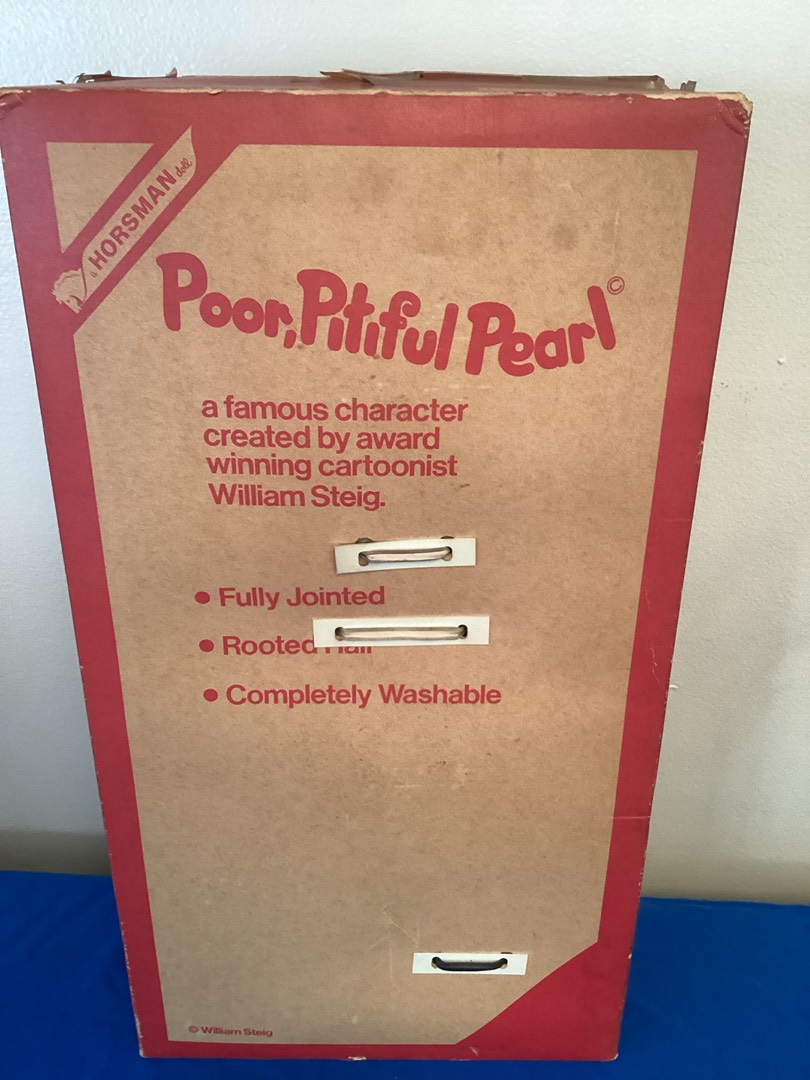 a HORSMAN doll
Poor, Pitiful Pearl ©
a famous character
created by award
winning cartoonist
William Steig.
• Fully Jointed
• Rooted Hair
• Completely Washable
© William Steig